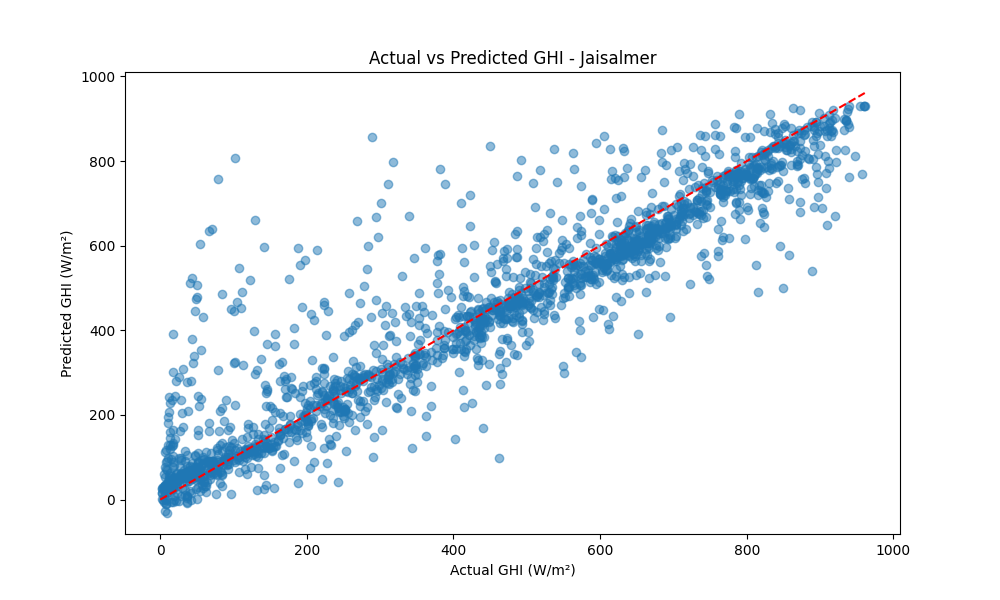 Actual vs Predicted GHI - Jaisalmer
1000
800
600
400
200
0
Predicted GHI (W/m²)
0 200 400 600 800 1000
Actual GHI (W/m²)